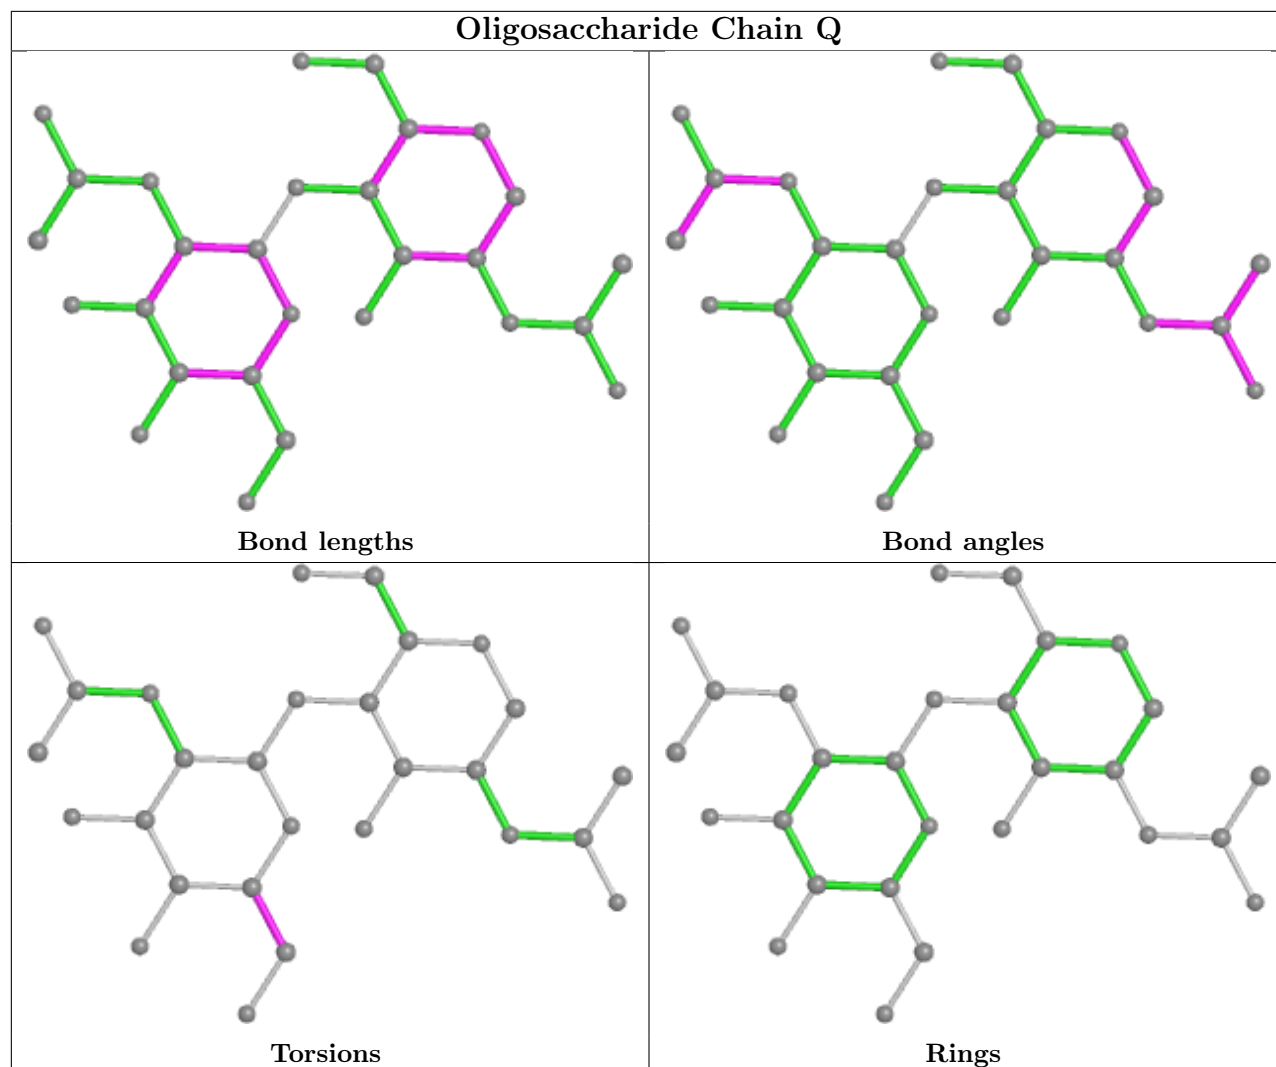 Oligosaccharide Chain Q
Bond lengths
Bond angles
Torsions
Rings